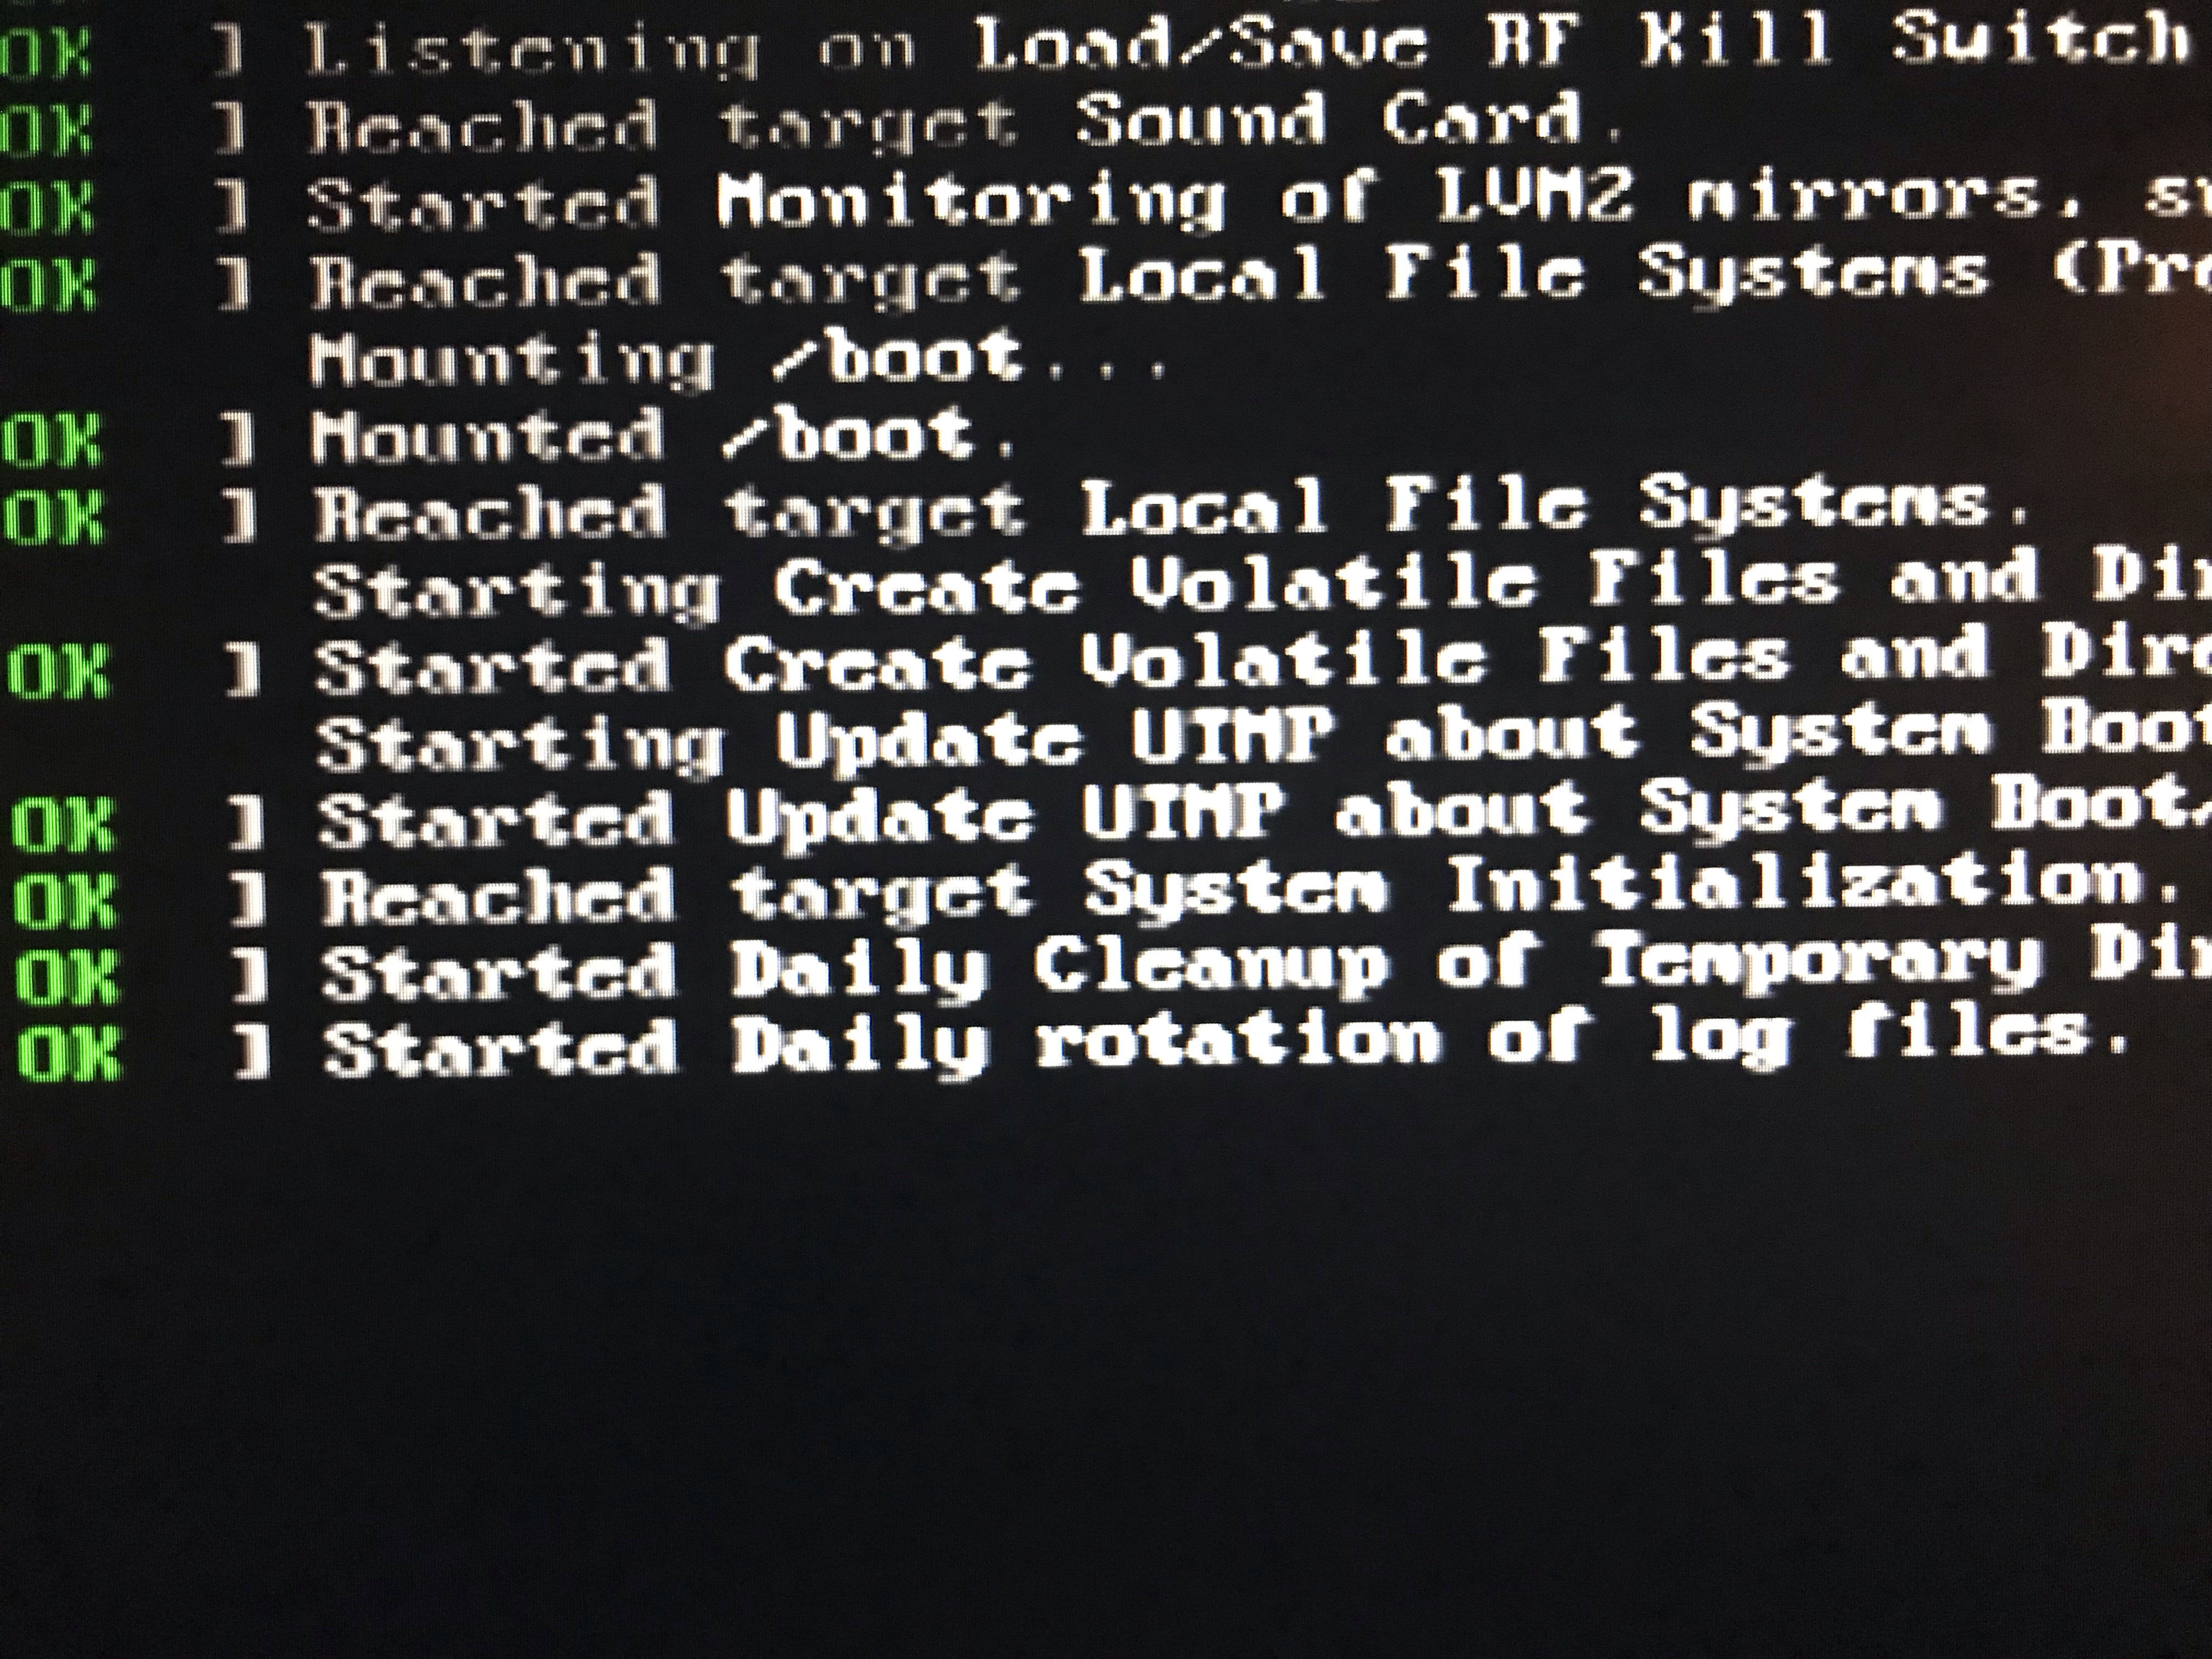 OK ] Listening on Load/Save RF Kill Switch
OK ] Reached target Sound Card.
OK ] Started Monitoring of LVM2 mirrors,
OK ] Reached target Local File Systems
Mounting /boot...
OK ] Mounted /boot.
OK ] Reached target Local File Systems.
Starting Create Volatile Files and
OK ] Started Create Volatile Files and
Starting Update UTMP about System Boot
OK ] Started Update UTMP about System Boot/
OK ] Reached target System Initialization.
OK ] Started Daily Cleanup of Temporary
OK ] Started Daily rotation of log files.